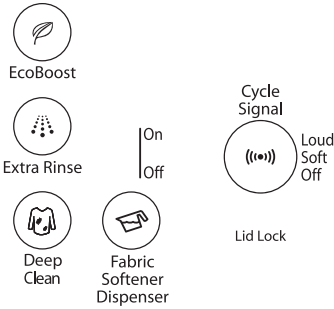 EcoBoost
Extra Rinse
On
Off
Deep
Clean
Fabric
Softener
Dispenser
Cycle
Signal
Loud
Soft
Off
Lid Lock